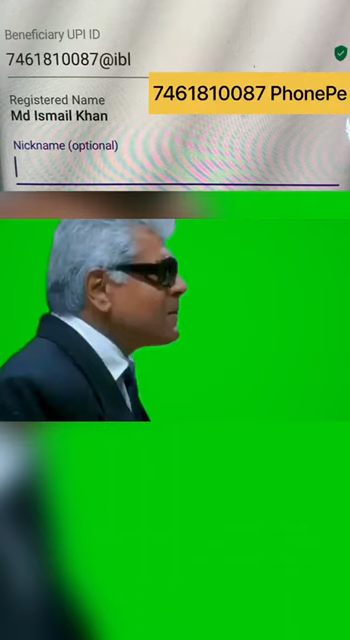 Beneficiary UPI ID
7461810087@ibl
7461810087 PhonePe
Registered Name
Md Ismail Khan
Nickname (optional)